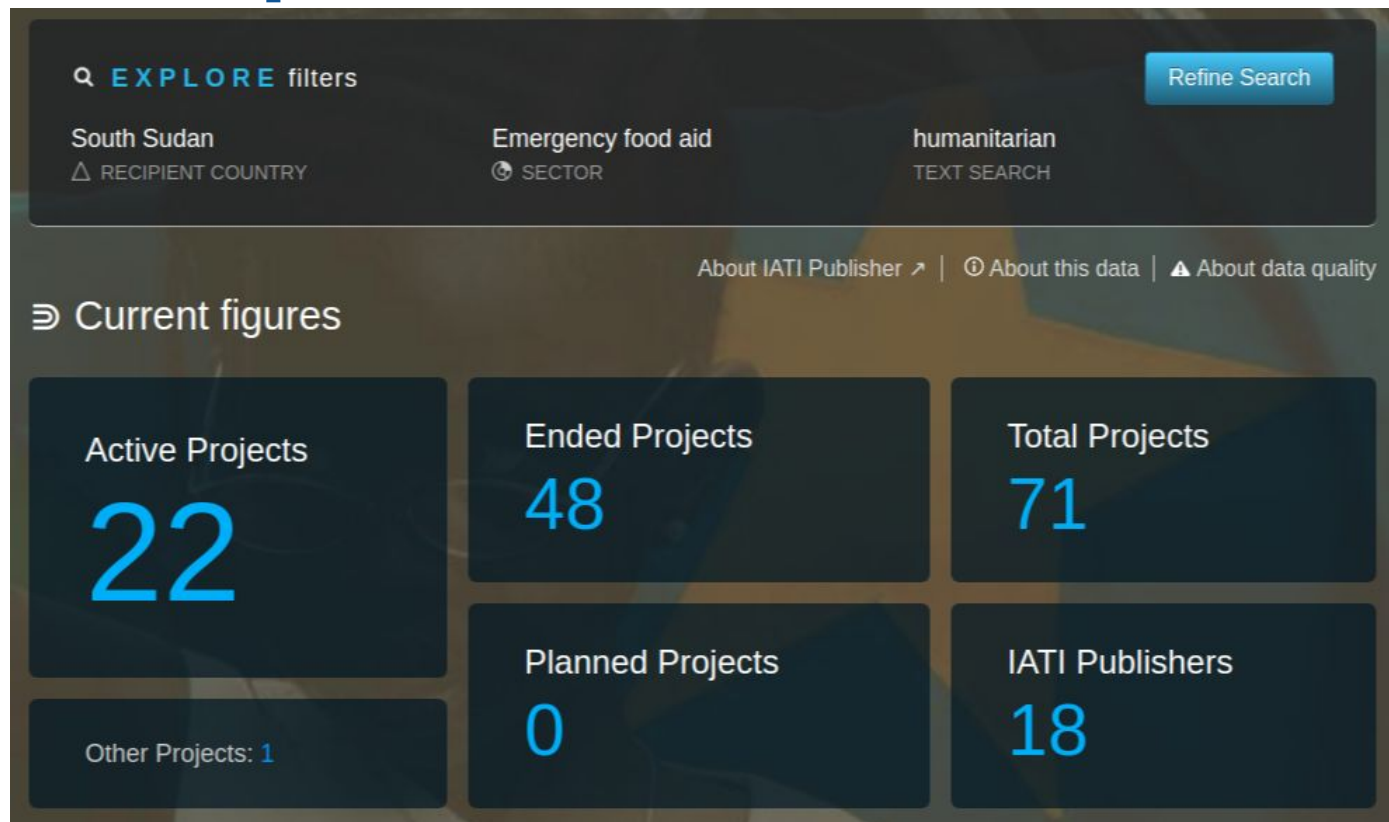 EXPLORE filters
Refine Search
South Sudan
RECIPIENT COUNTRY
Emergency food aid
SECTOR
humanitarian
TEXT SEARCH
About IATI Publisher ↗ | About this data | About data quality
Current figures
Active Projects
22
Other Projects: 1
Ended Projects
48
Planned Projects
0
Total Projects
71
IATI Publishers
18